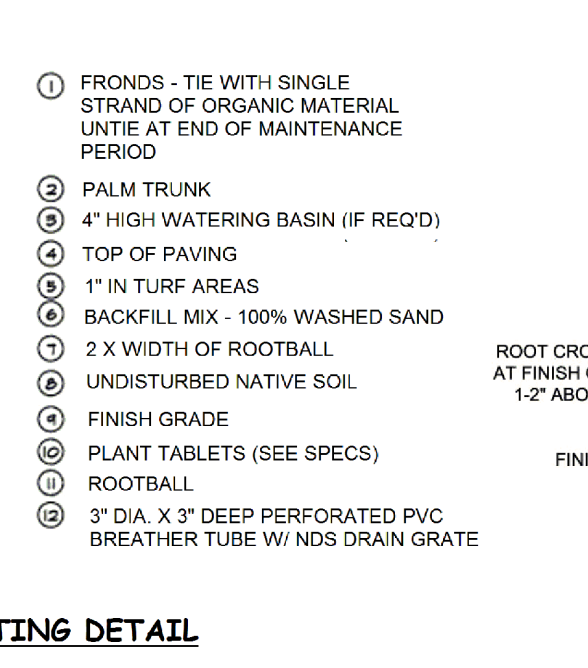 1 FRONDS - TIE WITH SINGLE
STRAND OF ORGANIC MATERIAL
UNTIE AT END OF MAINTENANCE
PERIOD
2 PALM TRUNK
3 4" HIGH WATERING BASIN (IF REQ'D)
4 TOP OF PAVING
5 1" IN TURF AREAS
6 BACKFILL MIX - 100% WASHED SAND
7 2 X WIDTH OF ROOTBALL
8 UNDISTURBED NATIVE SOIL
9 FINISH GRADE
10 PLANT TABLETS (SEE SPECS)
11 ROOTBALL
12 3" DIA. X 3" DEEP PERFORATED PVC
BREATHER TUBE W/ NDS DRAIN GRATE
ROOT CRO
AT FINISH
1-2" ABO
FINI
TING DETAIL